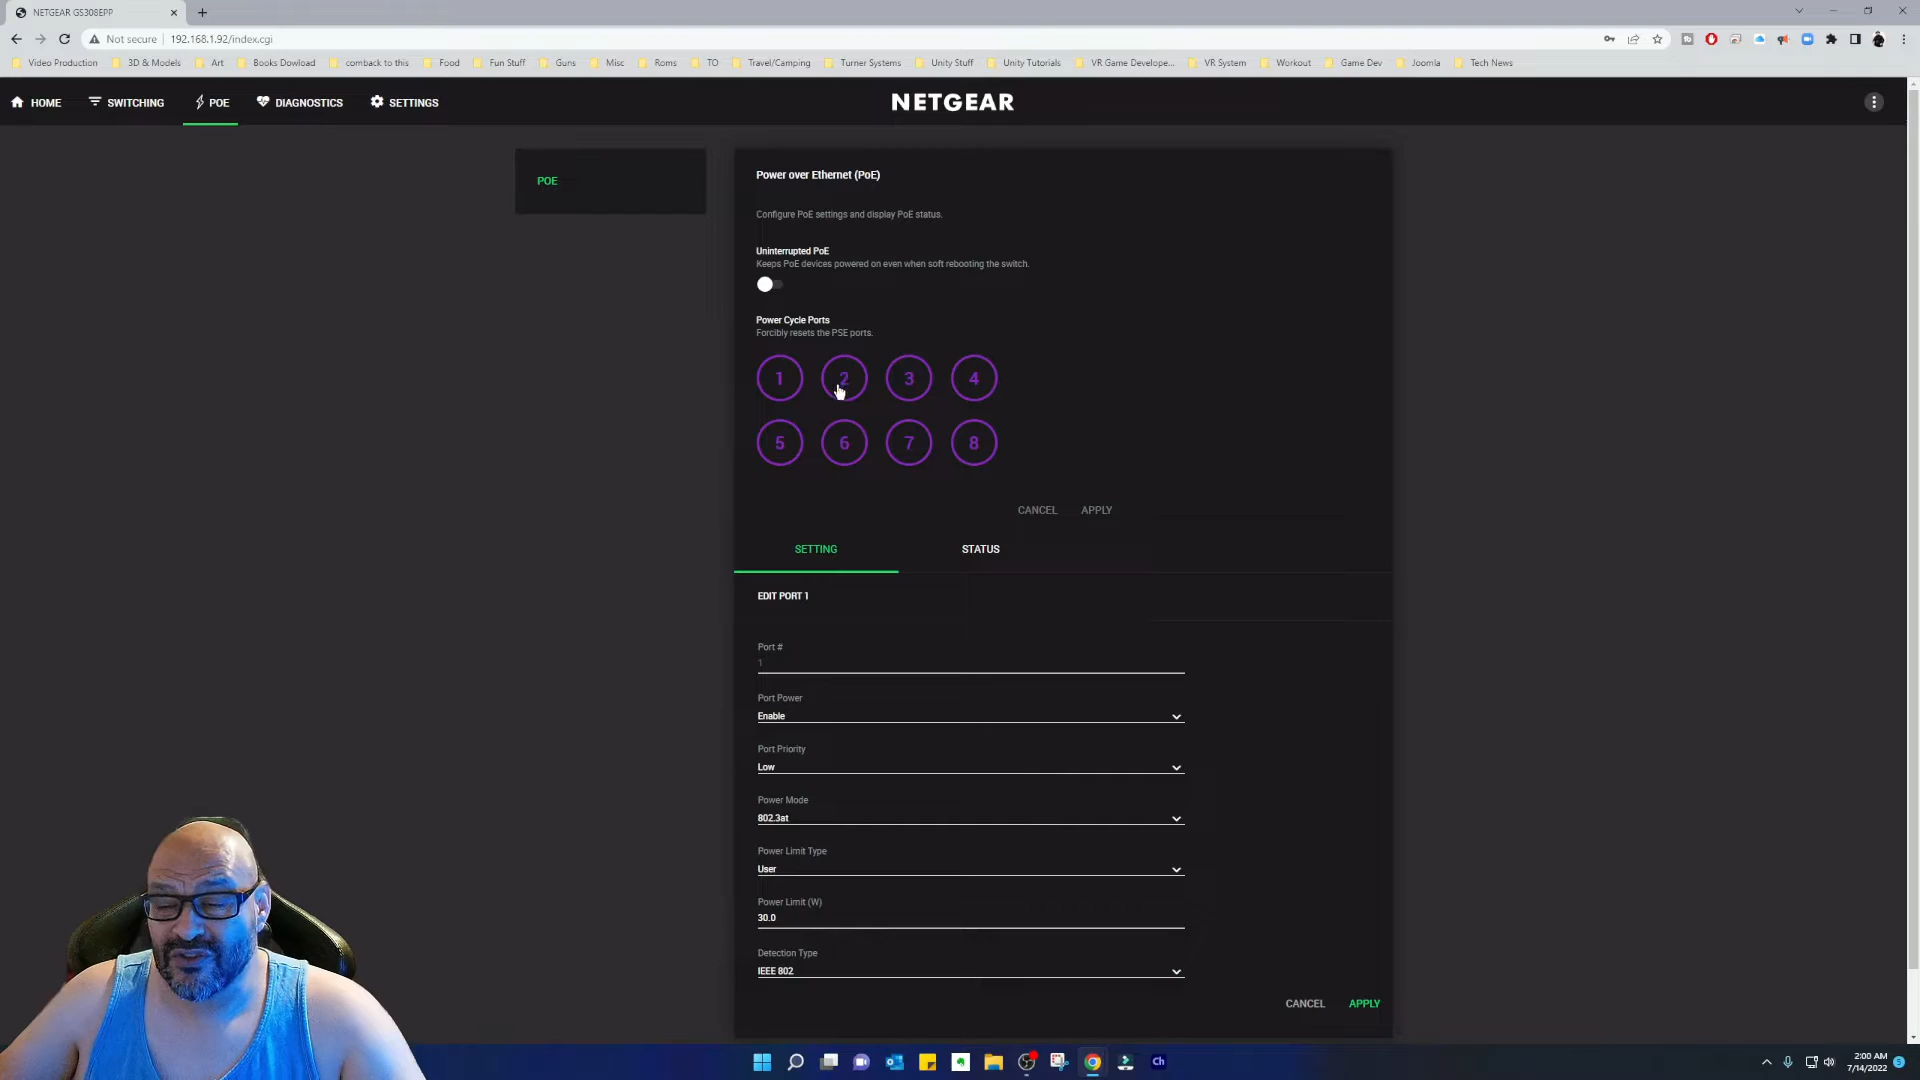 NETGEAR GS308EPP
Not secure 192.168.1.92/index.cgi
Video Production 3D & Models Art Books Dowload comback to this Food Fun Stuff Guns Misc Roms TO Travel/Camping Turner Systems Unity Stuff Unity Tutorials VR Game Develope... VR System Workout Game Dev Joomla Tech News
HOME SWITCHING POE DIAGNOSTICS SETTINGS NETGEAR
POE
Power over Ethernet (PoE)
Configure PoE settings and display PoE status.
Uninterrupted PoE
Keeps PoE devices powered on even when soft rebooting the switch.
Power Cycle Ports
Forcibly resets the PSE ports.
1 2 3 4
5 6 7 8
CANCEL APPLY
SETTING STATUS
EDIT PORT 1
Port #
1
Port Power
Enable
Port Priority
Low
Power Mode
802.3at
Power Limit Type
User
Power Limit (W)
30.0
Detection Type
IEEE 802
CANCEL APPLY
Ch
2:00 AM
7/14/2022
5